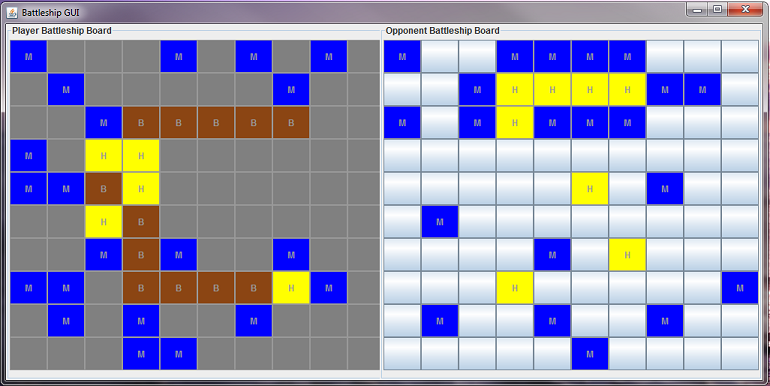 Battleship GUI
Player Battleship Board
M M M M
M M
M B B B B B
M H H
M M B H
H B
M B M M
M M B B B B H M
M M M
M M
Opponent Battleship Board
M M M M M
M H H H H M M
M M H M M M
H M
M
M H
H M
M M M
M